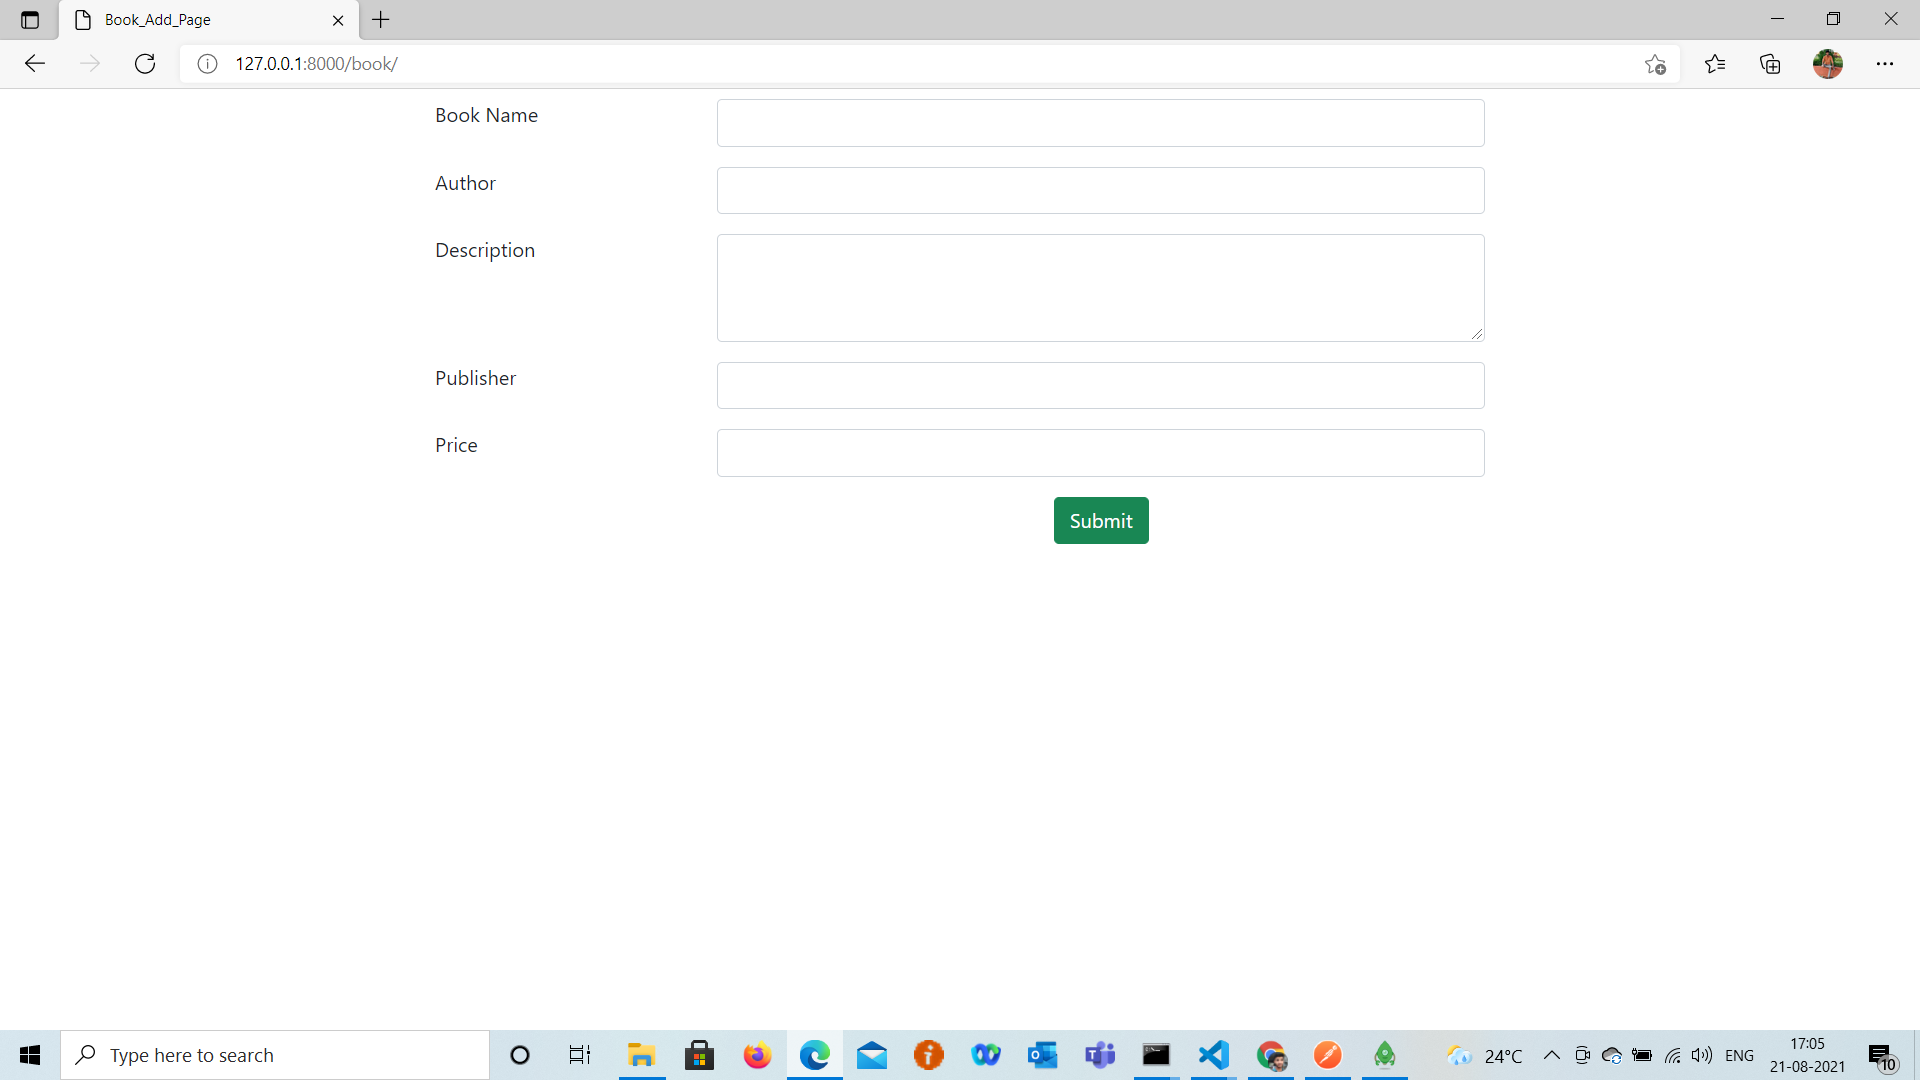 Book_Add_Page
127.0.0.1:8000/book/
Book Name
Author
Description
Publisher
Price
Submit
Type here to search
24°C
ENG
17:05
21-08-2021
10